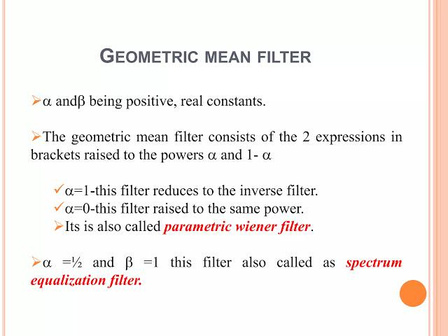 GEOMETRIC MEAN FILTER
➢α andβ being positive, real constants.
➢The geometric mean filter consists of the 2 expressions in
brackets raised to the powers α and 1- α
✓α=1-this filter reduces to the inverse filter.
✓α=0-this filter raised to the same power.
➢Its is also called parametric wiener filter.
➢α =½ and β =1 this filter also called as spectrum
equalization filter.